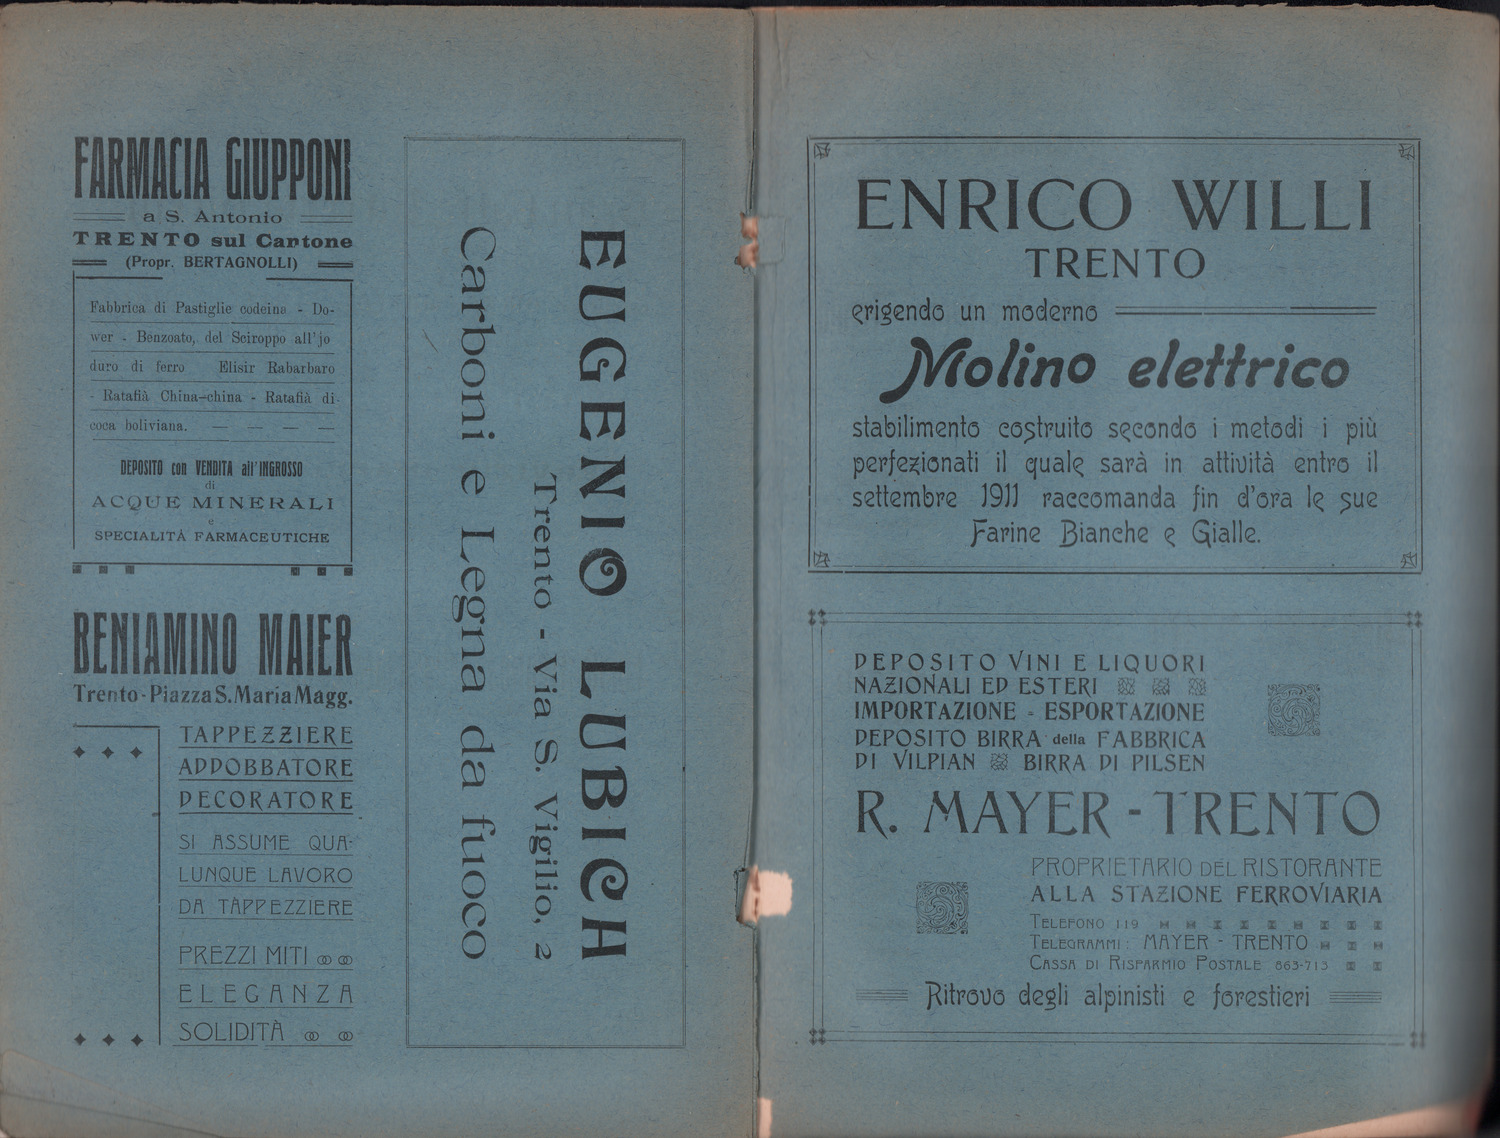 FARMACIA GIUPPONI
a S. Antonio
TRENTO sul Cantone
(Propr. BERTAGNOLLI)
Fabbrica di Pastiglie codeina - Do-
wer - Benzoato, del Sciroppo all'jo
duro di ferro Elisir Rabarbaro
- Ratafià China-china - Ratafià di
coca boliviana. — — — —
DEPOSITO con VENDITA all'INGROSSO
di
ACQUE MINERALI
e
SPECIALITÀ FARMACEUTICHE
BENIAMINO MAIER
Trento - Piazza S. Maria Magg.
TAPPEZZIERE
ADDOBBATORE
DECORATORE
SI ASSUME QUA-
LUNQUE LAVORO
DA TAPPEZZIERE
PREZZI MITI
ELEGANZA
SOLIDITÀ
EUGENIO LUBICH
Trento - Via S. Vigilio, 2
Carboni e Legna da fuoco
ENRICO WILLI
TRENTO
erigendo un moderno
Molino elettrico
stabilimento costruito secondo i metodi i più
perfezionati il quale sarà in attività entro il
settembre 1911 raccomanda fin d'ora le sue
Farine Bianche e Gialle.
DEPOSITO VINI E LIQUORI
NAZIONALI ED ESTERI
IMPORTAZIONE - ESPORTAZIONE
DEPOSITO BIRRA della FABBRICA
DI VILPIAN BIRRA DI PILSEN
R. MAYER - TRENTO
PROPRIETARIO DEL RISTORANTE
ALLA STAZIONE FERROVIARIA
TELEFONO 119
TELEGRAMMI: MAYER - TRENTO
CASSA DI RISPARMIO POSTALE 863-713
Ritrovo degli alpinisti e forestieri